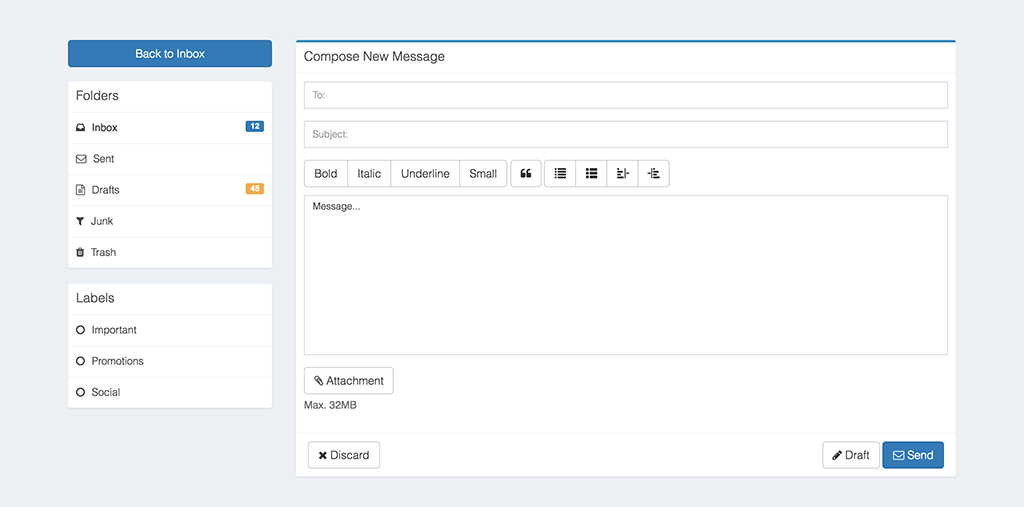 Back to Inbox
Folders
Inbox 12
Sent
Drafts 45
Junk
Trash
Labels
Important
Promotions
Social
Compose New Message
To:
Subject:
Bold Italic Underline Small
Message...
Attachment
Max. 32MB
Discard Draft Send